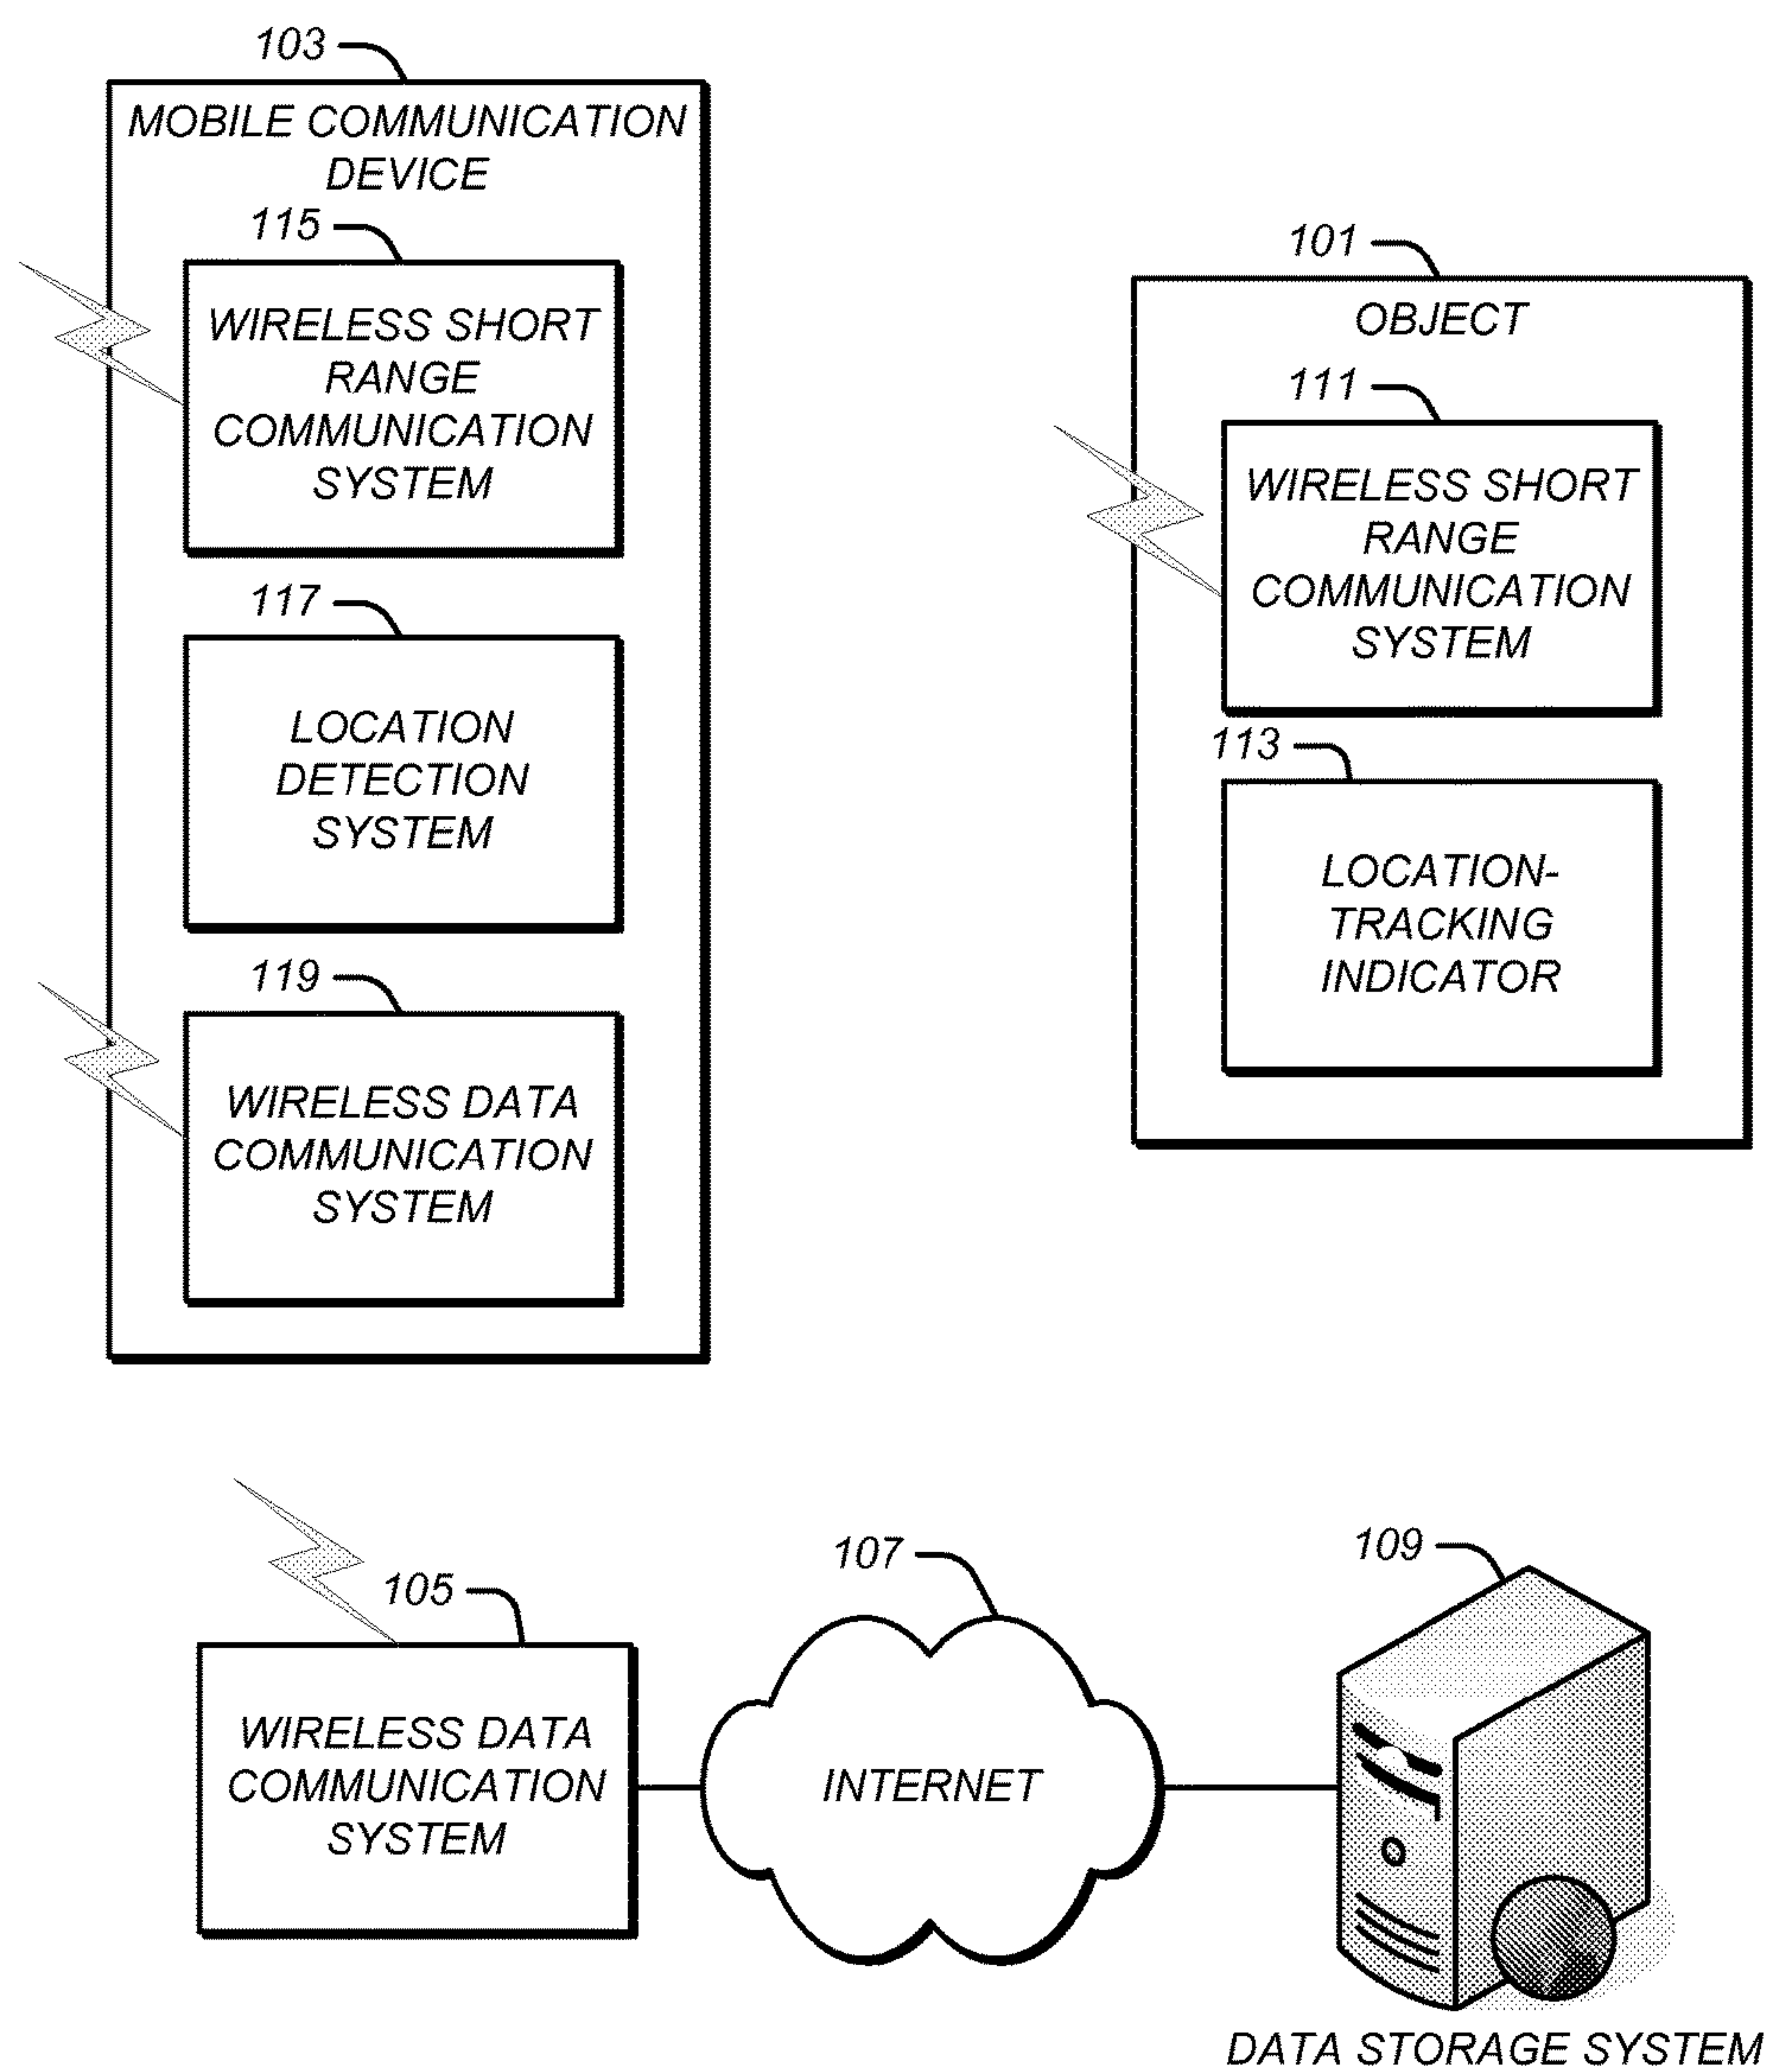 103
MOBILE COMMUNICATION
DEVICE
115
WIRELESS SHORT
RANGE
COMMUNICATION
SYSTEM
117
LOCATION
DETECTION
SYSTEM
119
WIRELESS DATA
COMMUNICATION
SYSTEM
101
OBJECT
111
WIRELESS SHORT
RANGE
COMMUNICATION
SYSTEM
113
LOCATION-
TRACKING
INDICATOR
105
WIRELESS DATA
COMMUNICATION
SYSTEM
107
INTERNET
109
DATA STORAGE SYSTEM